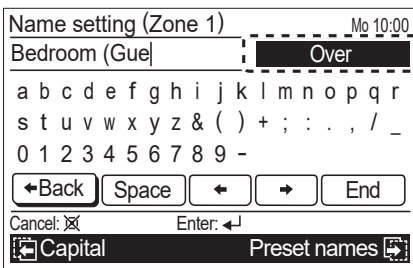 Name setting (Zone 1) Mo 10:00
Bedroom (Gue Over
a b c d e f g h i j k l m n o p q r
s t u v w x y z & ( ) + ; : . , / _
0 1 2 3 4 5 6 7 8 9 -
←Back Space ← → End
Cancel: Enter: ↵
Capital Preset names